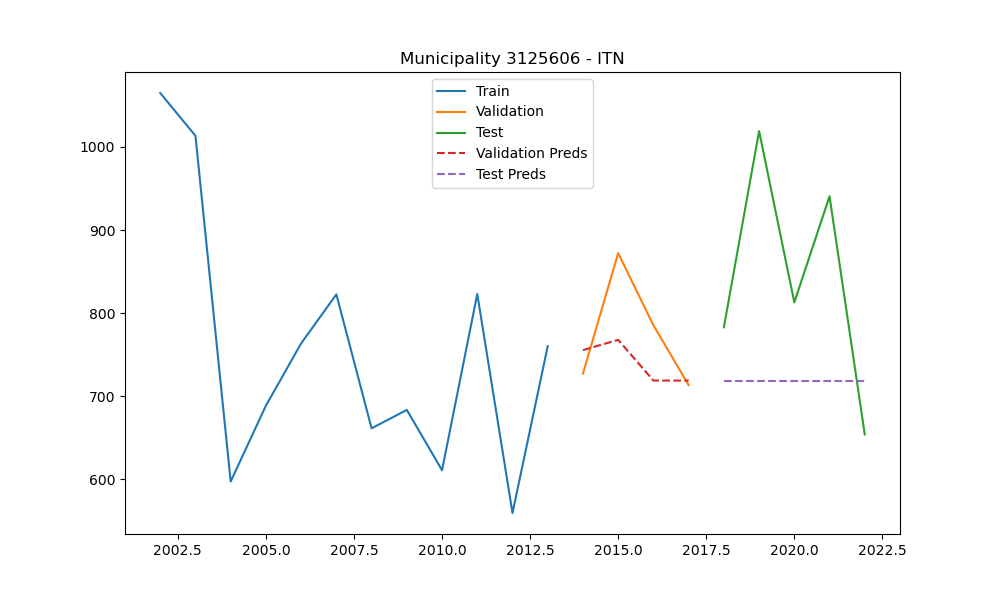 Municipality 3125606 - ITN
Train
Validation
Test
Validation Preds
Test Preds
1000
900
800
700
600
2002.5 2005.0 2007.5 2010.0 2012.5 2015.0 2017.5 2020.0 2022.5